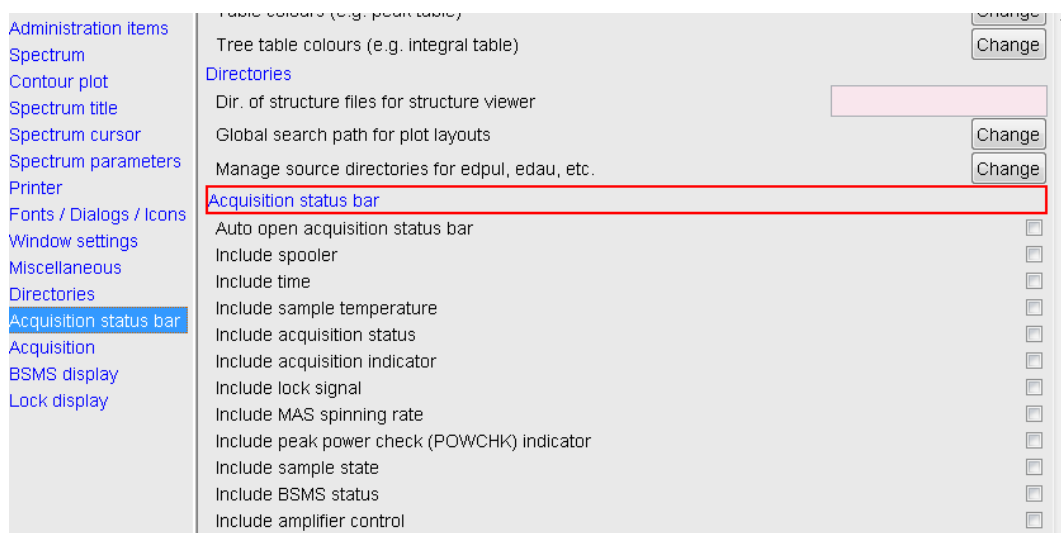 Administration items
Spectrum
Contour plot
Spectrum title
Spectrum cursor
Spectrum parameters
Printer
Fonts / Dialogs / Icons
Window settings
Miscellaneous
Directories
Acquisition status bar
Acquisition
BSMS display
Lock display
Table colours (e.g. peak table) Change
Tree table colours (e.g. integral table) Change
Directories
Dir. of structure files for structure viewer
Global search path for plot layouts Change
Manage source directories for edpul, edau, etc. Change
Acquisition status bar
Auto open acquisition status bar
Include spooler
Include time
Include sample temperature
Include acquisition status
Include acquisition indicator
Include lock signal
Include MAS spinning rate
Include peak power check (POWCHK) indicator
Include sample state
Include BSMS status
Include amplifier control